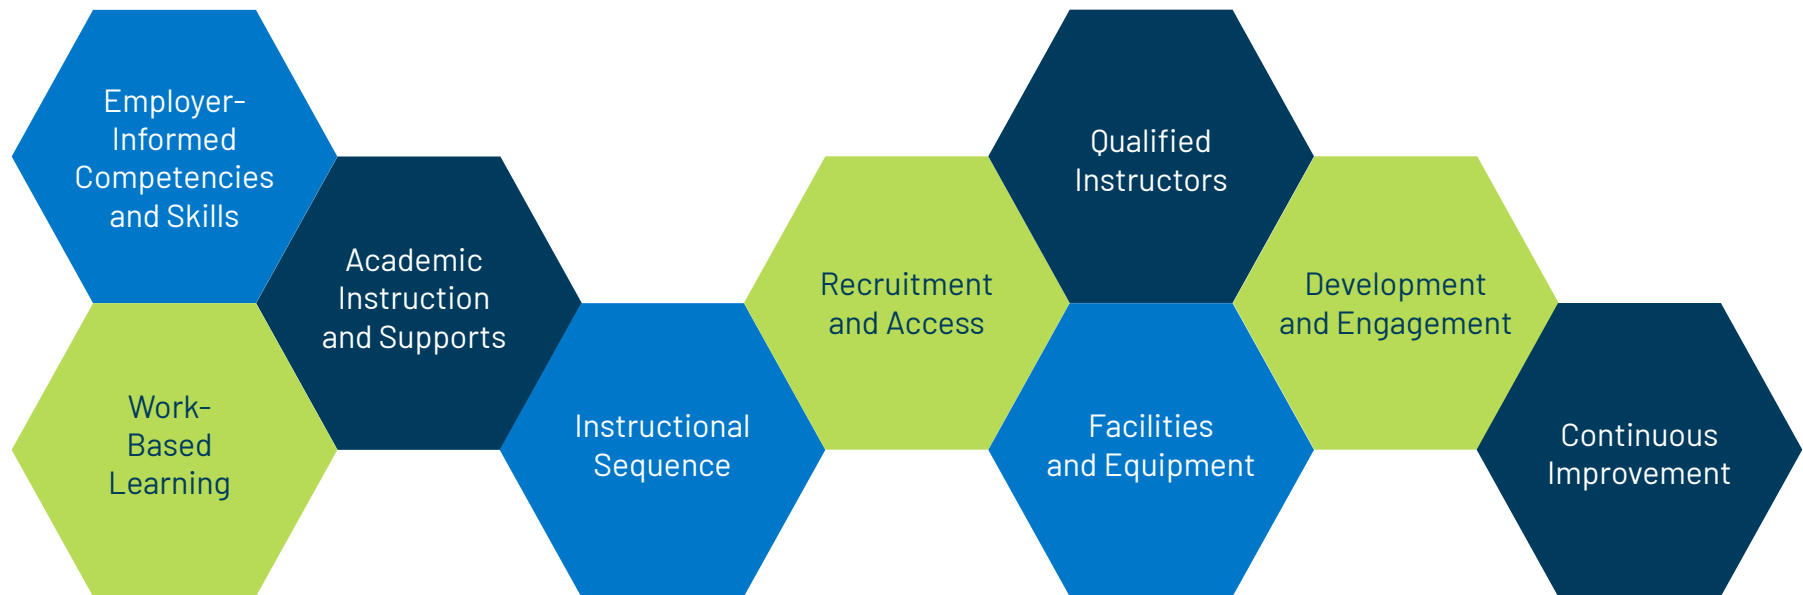 Employer-
Informed
Competencies
and Skills
Work-
Based
Learning
Academic
Instruction
and Supports
Instructional
Sequence
Recruitment
and Access
Qualified
Instructors
Facilities
and Equipment
Development
and Engagement
Continuous
Improvement